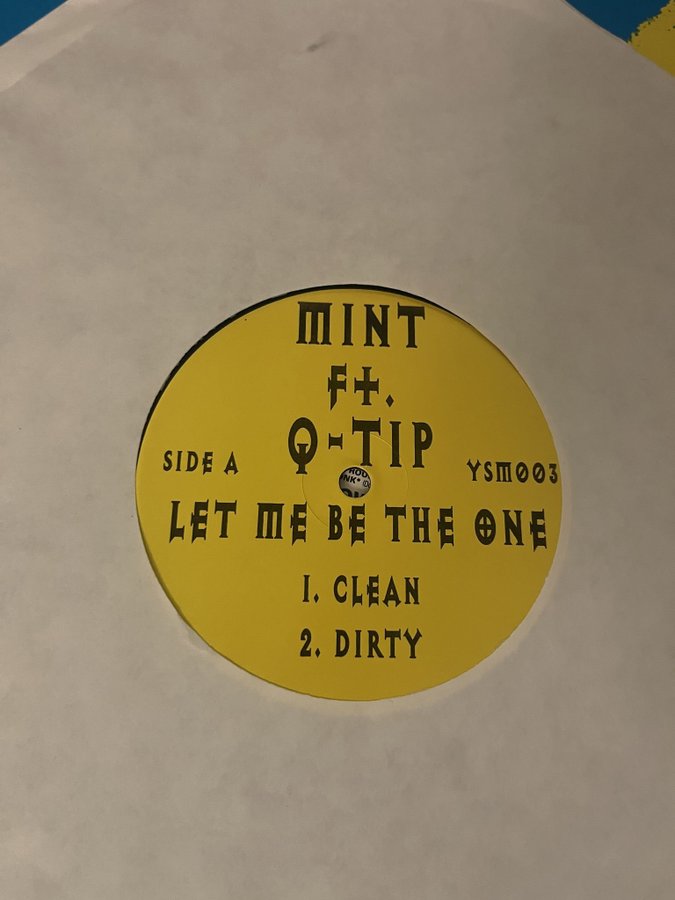 MINT
Ft.
Q-TIP
SIDE A
YSM003
LET ME BE THE ONE
1. CLEAN
2. DIRTY